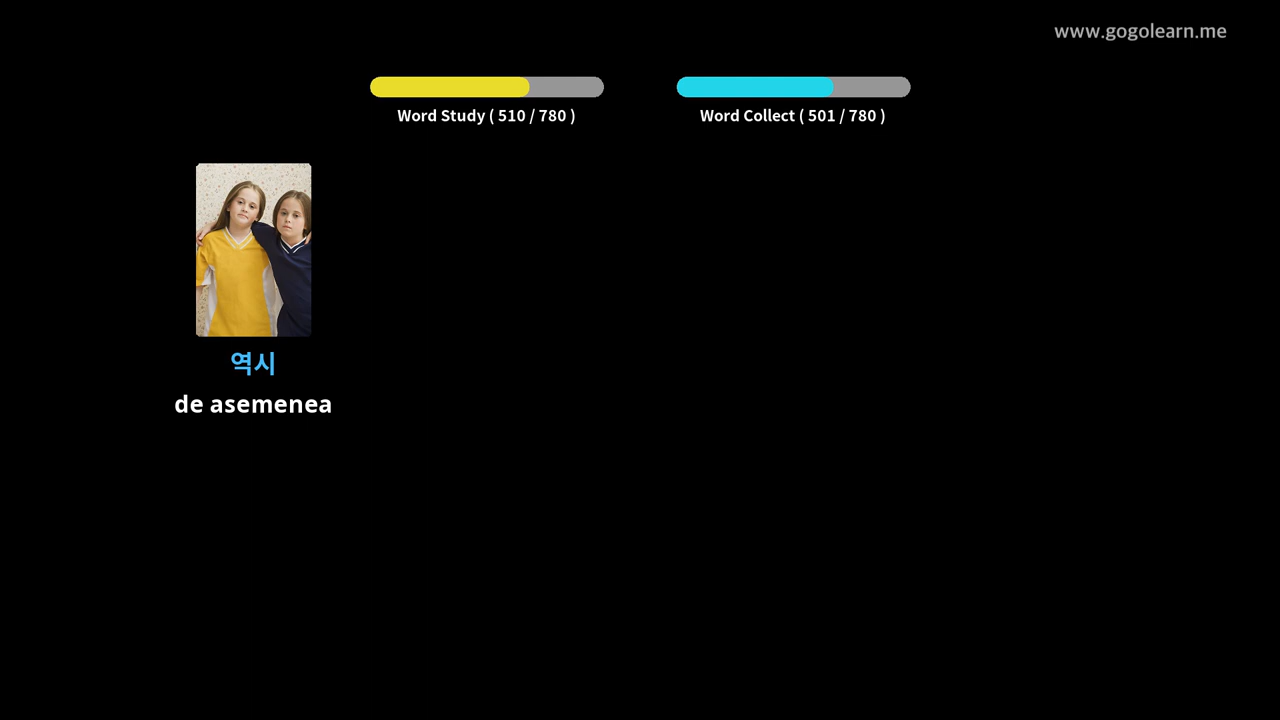 www.gogolearn.me
Word Study ( 510 / 780 )
Word Collect ( 501 / 780 )
역시
de asemenea